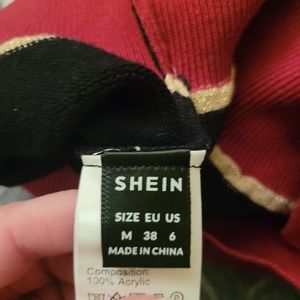 SHEIN
SIZE EU US
M 38 6
MADE IN CHINA
Composition:
100% Acrylic